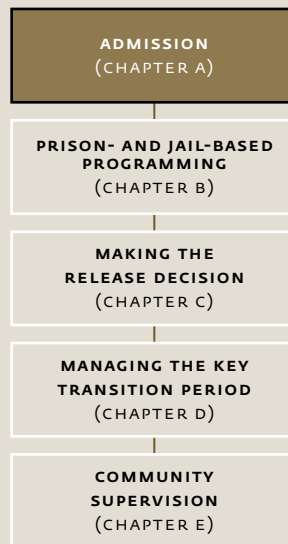 ADMISSION
(CHAPTER A)
PRISON- AND JAIL-BASED
PROGRAMMING
(CHAPTER B)
MAKING THE
RELEASE DECISION
(CHAPTER C)
MANAGING THE KEY
TRANSITION PERIOD
(CHAPTER D)
COMMUNITY
SUPERVISION
(CHAPTER E)